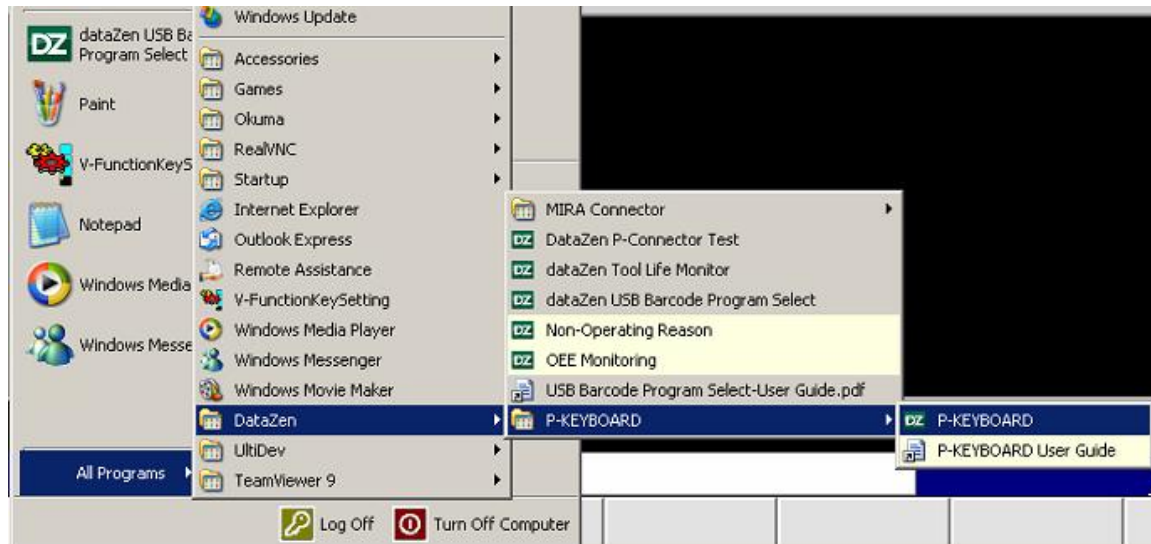 dataZen USB Ba
Program Select
Paint
V-FunctionKeyS
Notepad
Windows Media
Windows Messe
All Programs
Windows Update
Accessories
Games
Okuma
RealVNC
Startup
Internet Explorer
Outlook Express
Remote Assistance
V-FunctionKeySetting
Windows Media Player
Windows Messenger
Windows Movie Maker
DataZen
UltiDev
TeamViewer 9
MIRA Connector
DataZen P-Connector Test
dataZen Tool Life Monitor
dataZen USB Barcode Program Select
Non-Operating Reason
OEE Monitoring
USB Barcode Program Select-User Guide.pdf
P-KEYBOARD
P-KEYBOARD
P-KEYBOARD User Guide
Log Off
Turn Off Computer